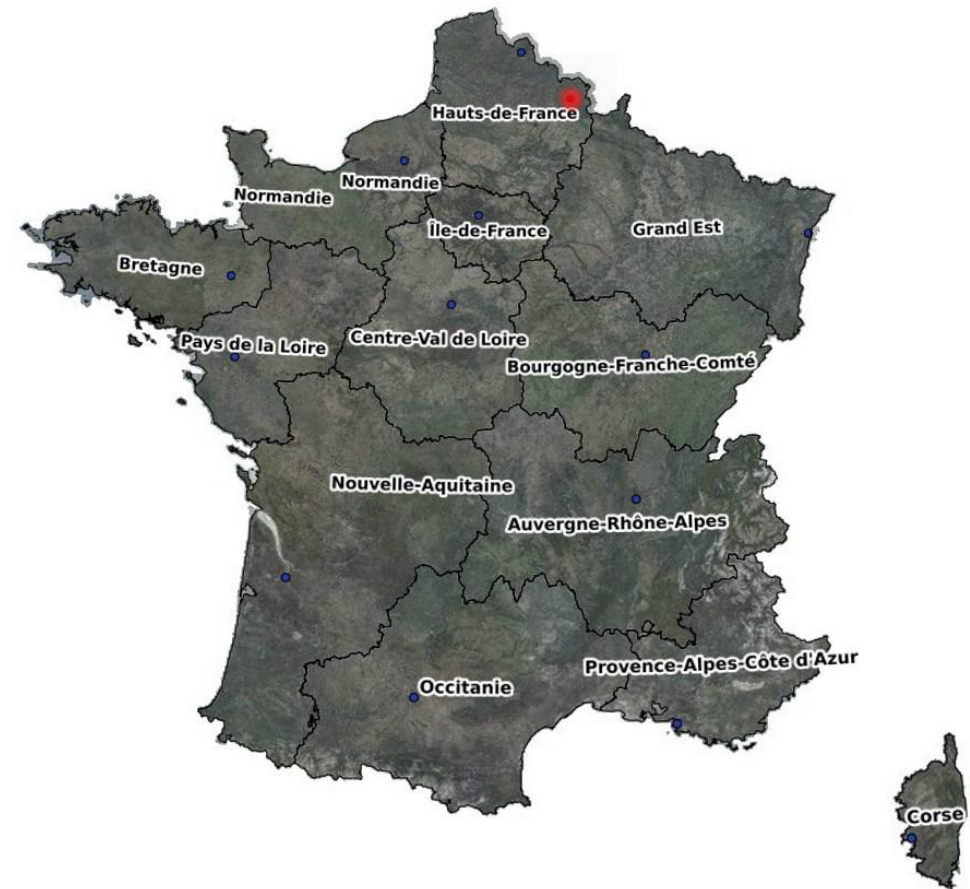 Hauts-de-France
Normandie
Normandie
Île-de-France
Grand Est
Bretagne
Pays de la Loire
Centre-Val de Loire
Bourgogne-Franche-Comté
Nouvelle-Aquitaine
Auvergne-Rhône-Alpes
Provence-Alpes-Côte d'Azur
Occitanie
Corse